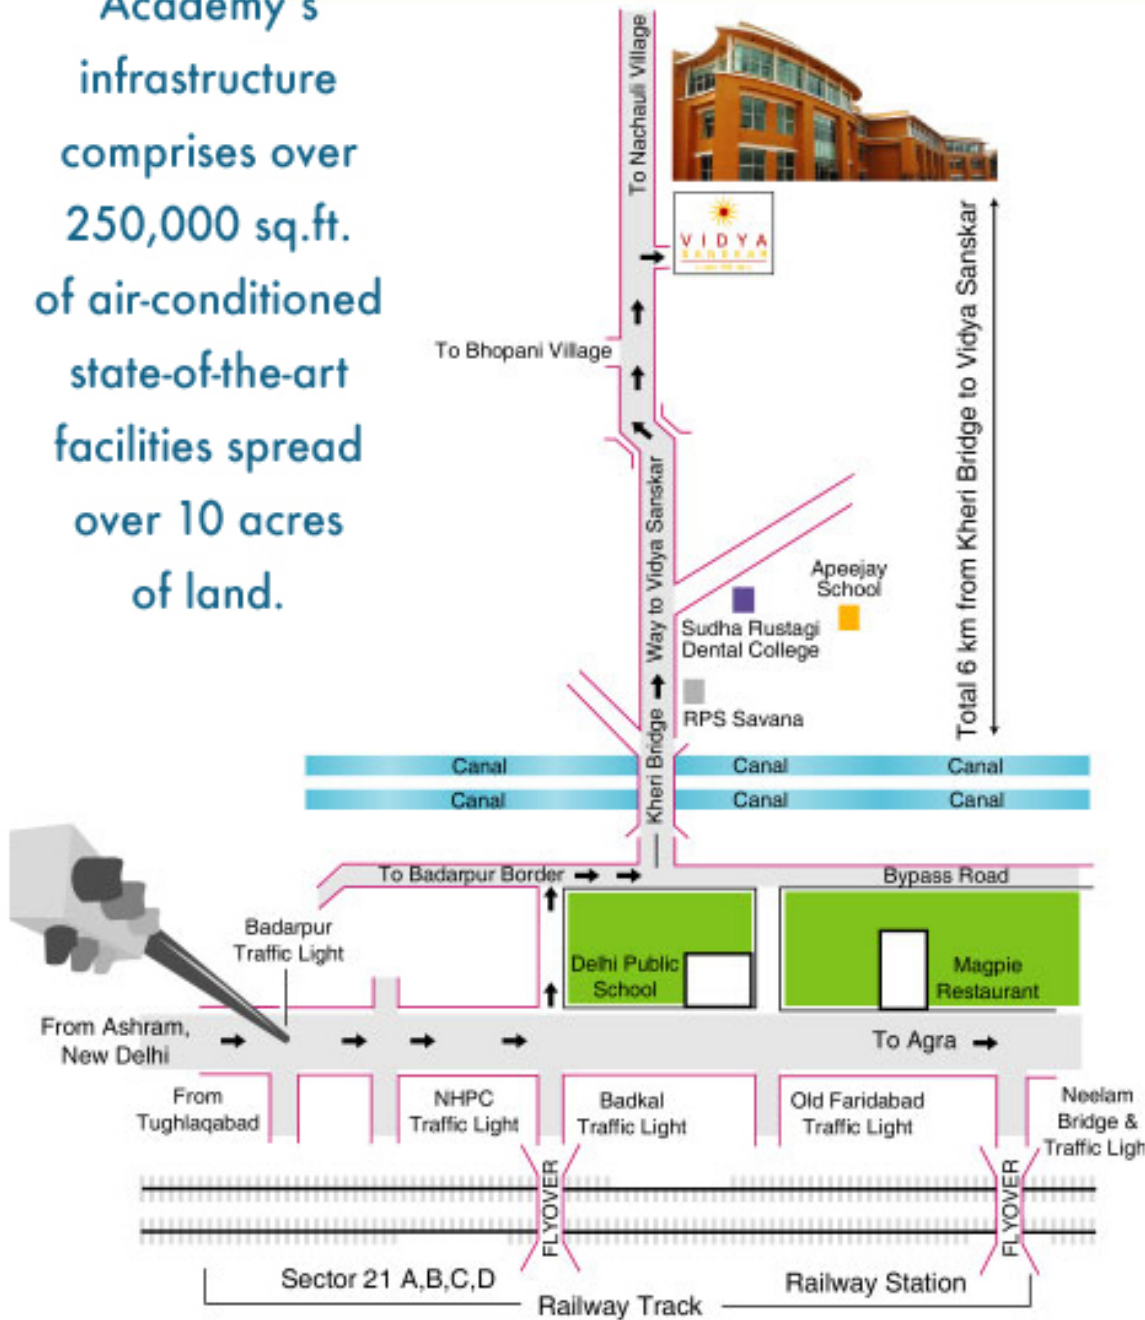 Academy's
infrastructure
comprises over
250,000 sq.ft.
of air-conditioned
state-of-the-art
facilities spread
over 10 acres
of land.
To Nachauli Village
VIDYA
SANSKAR
To Bhopani Village
Total 6 km from Kheri Bridge to Vidya Sanskar
Way to Vidya Sanskar
Apeejay
School
Sudha Rustagi
Dental College
RPS Savana
Kheri Bridge
Canal Canal Canal
Canal Canal Canal
To Badarpur Border
Bypass Road
Badarpur
Traffic Light
Delhi Public
School
Magpie
Restaurant
From Ashram,
New Delhi
To Agra
From
Tughlaqabad
NHPC
Traffic Light
Badkal
Traffic Light
Old Faridabad
Traffic Light
Neelam
Bridge &
Traffic Ligh
FLYOVER
FLYOVER
Sector 21 A,B,C,D
Railway Station
Railway Track